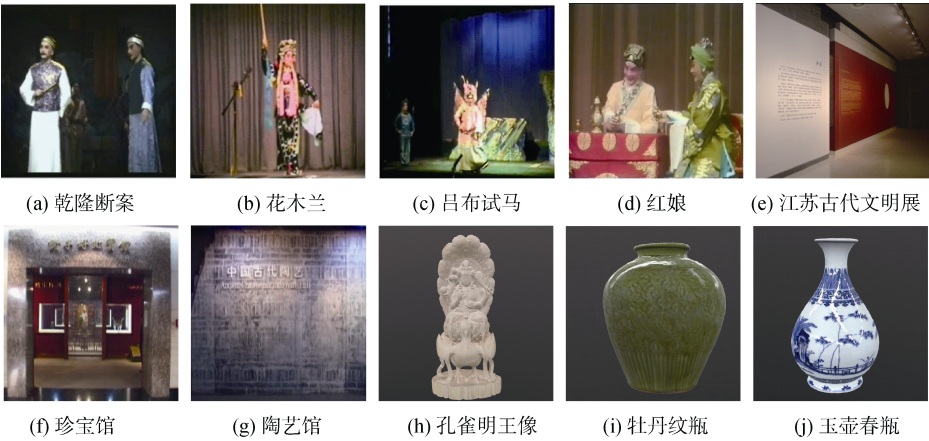 (a) 乾隆断案
(b) 花木兰
(c) 吕布试马
(d) 红娘
(e) 江苏古代文明展
中国古代陶艺
(f) 珍宝馆
(g) 陶艺馆
(h) 孔雀明王像
(i) 牡丹纹瓶
(j) 玉壶春瓶